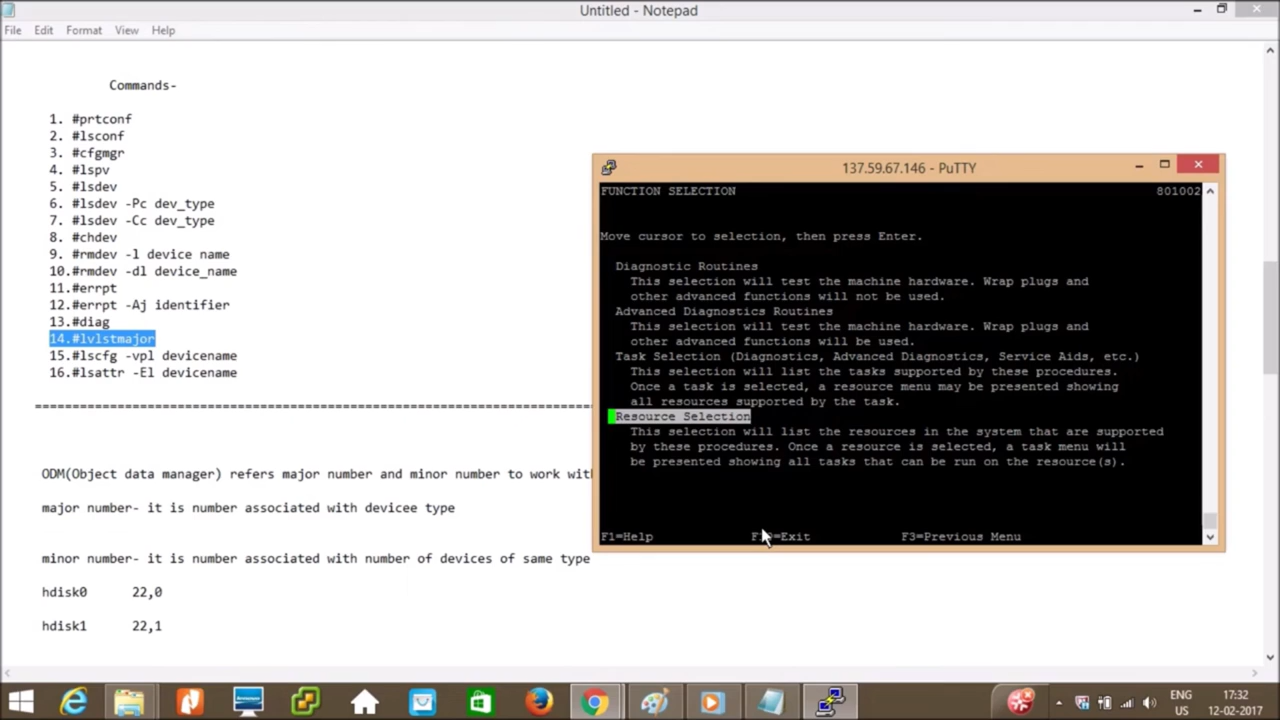 Untitled - Notepad
File Edit Format View Help
Commands-
1. #prtconf
2. #lsconf
3. #cfgmgr
4. #lspv
5. #lsdev
6. #lsdev -Pc dev_type
7. #lsdev -Cc dev_type
8. #chdev
9. #rmdev -l device name
10.#rmdev -dl device_name
11.#errpt
12.#errpt -Aj identifier
13.#diag
14.#lvlstmajor
15.#lscfg -vpl devicename
16.#lsattr -El devicename
==========================================================================
ODM(Object data manager) refers major number and minor number to work with
major number- it is number associated with devicee type
minor number- it is number associated with number of devices of same type
hdisk0 22,0
hdisk1 22,1
137.59.67.146 - PuTTY
FUNCTION SELECTION 801002
Move cursor to selection, then press Enter.
Diagnostic Routines
This selection will test the machine hardware. Wrap plugs and
other advanced functions will not be used.
Advanced Diagnostics Routines
This selection will test the machine hardware. Wrap plugs and
other advanced functions will be used.
Task Selection (Diagnostics, Advanced Diagnostics, Service Aids, etc.)
This selection will list the tasks supported by these procedures.
Once a task is selected, a resource menu may be presented showing
all resources supported by the task.
Resource Selection
This selection will list the resources in the system that are supported
by these procedures. Once a resource is selected, a task menu will
be presented showing all tasks that can be run on the resource(s).
F1=Help F10=Exit F3=Previous Menu
ENG
US
17:32
12-02-2017